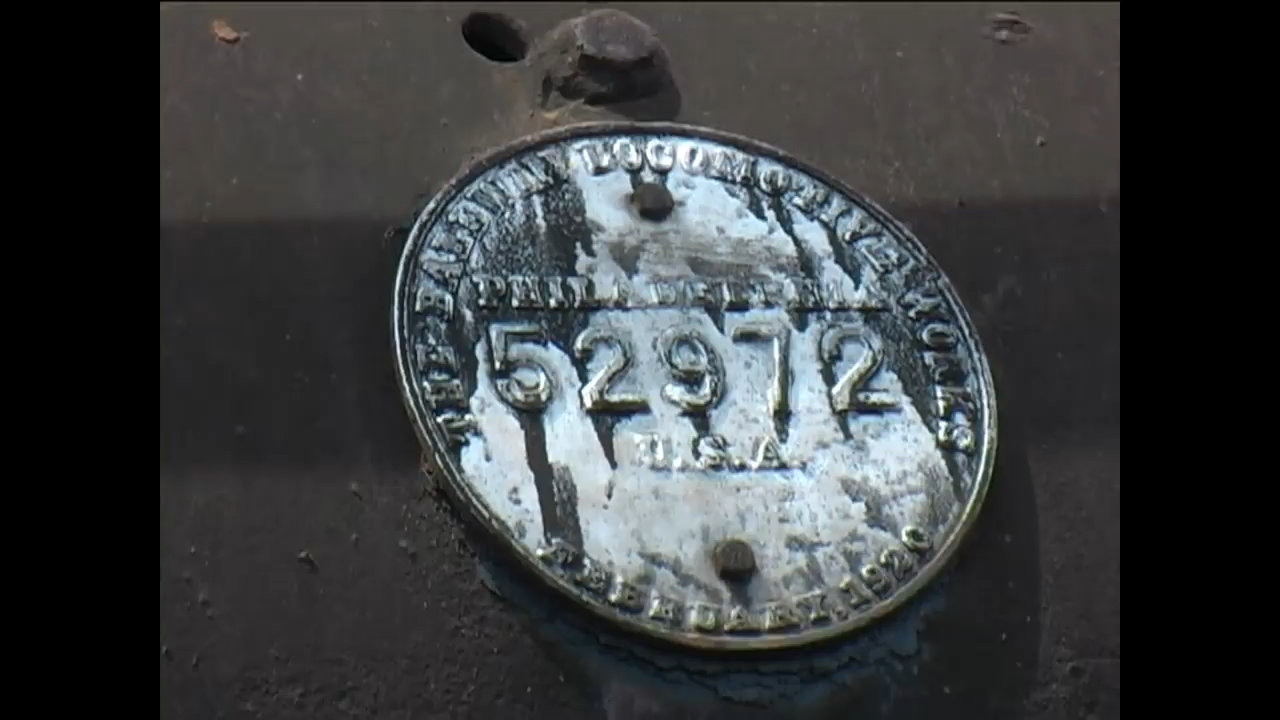 THE BALDWIN LOCOMOTIVE WORKS
PHILADELPHIA
52972
U.S.A.
FEBRUARY, 1920